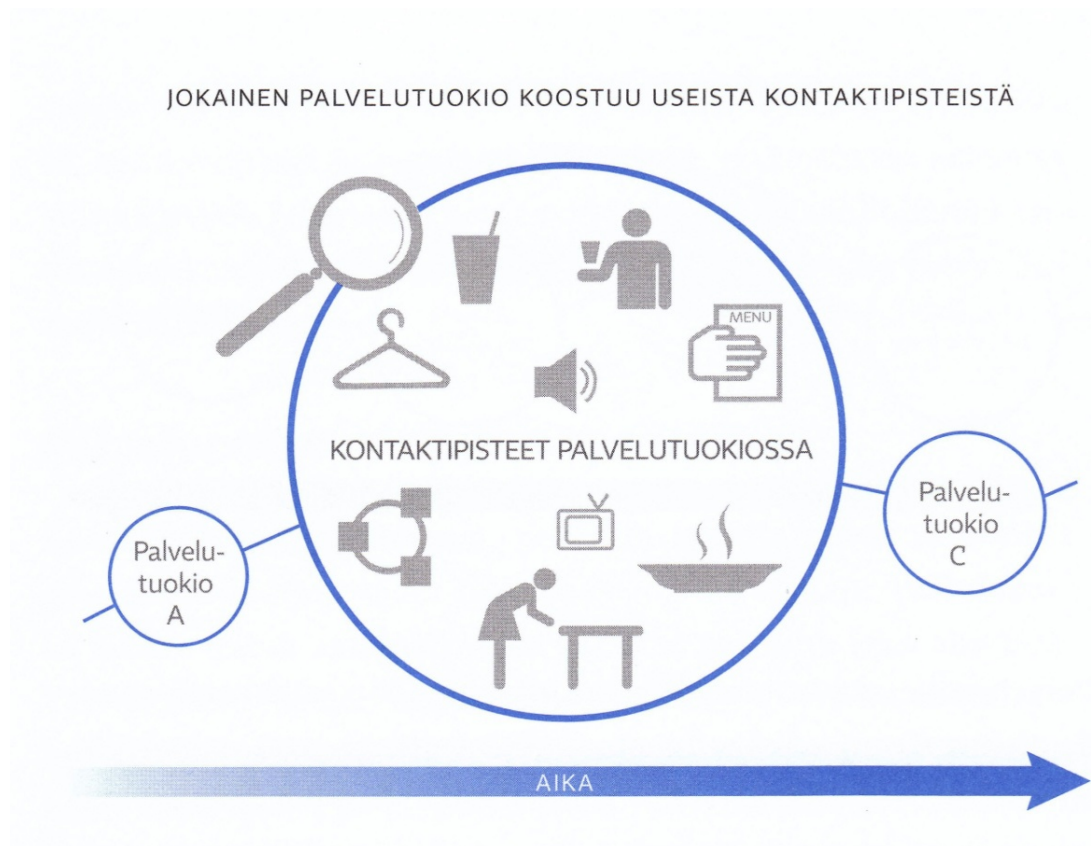 JOKAINEN PALVELUTUOKIO KOOSTUU USEISTA KONTAKTIPISTEISTÄ
MENU
KONTAKTIPISTEET PALVELUTUOKIOSSA
Palvelu-
tuokio
A
Palvelu-
tuokio
C
AIKA